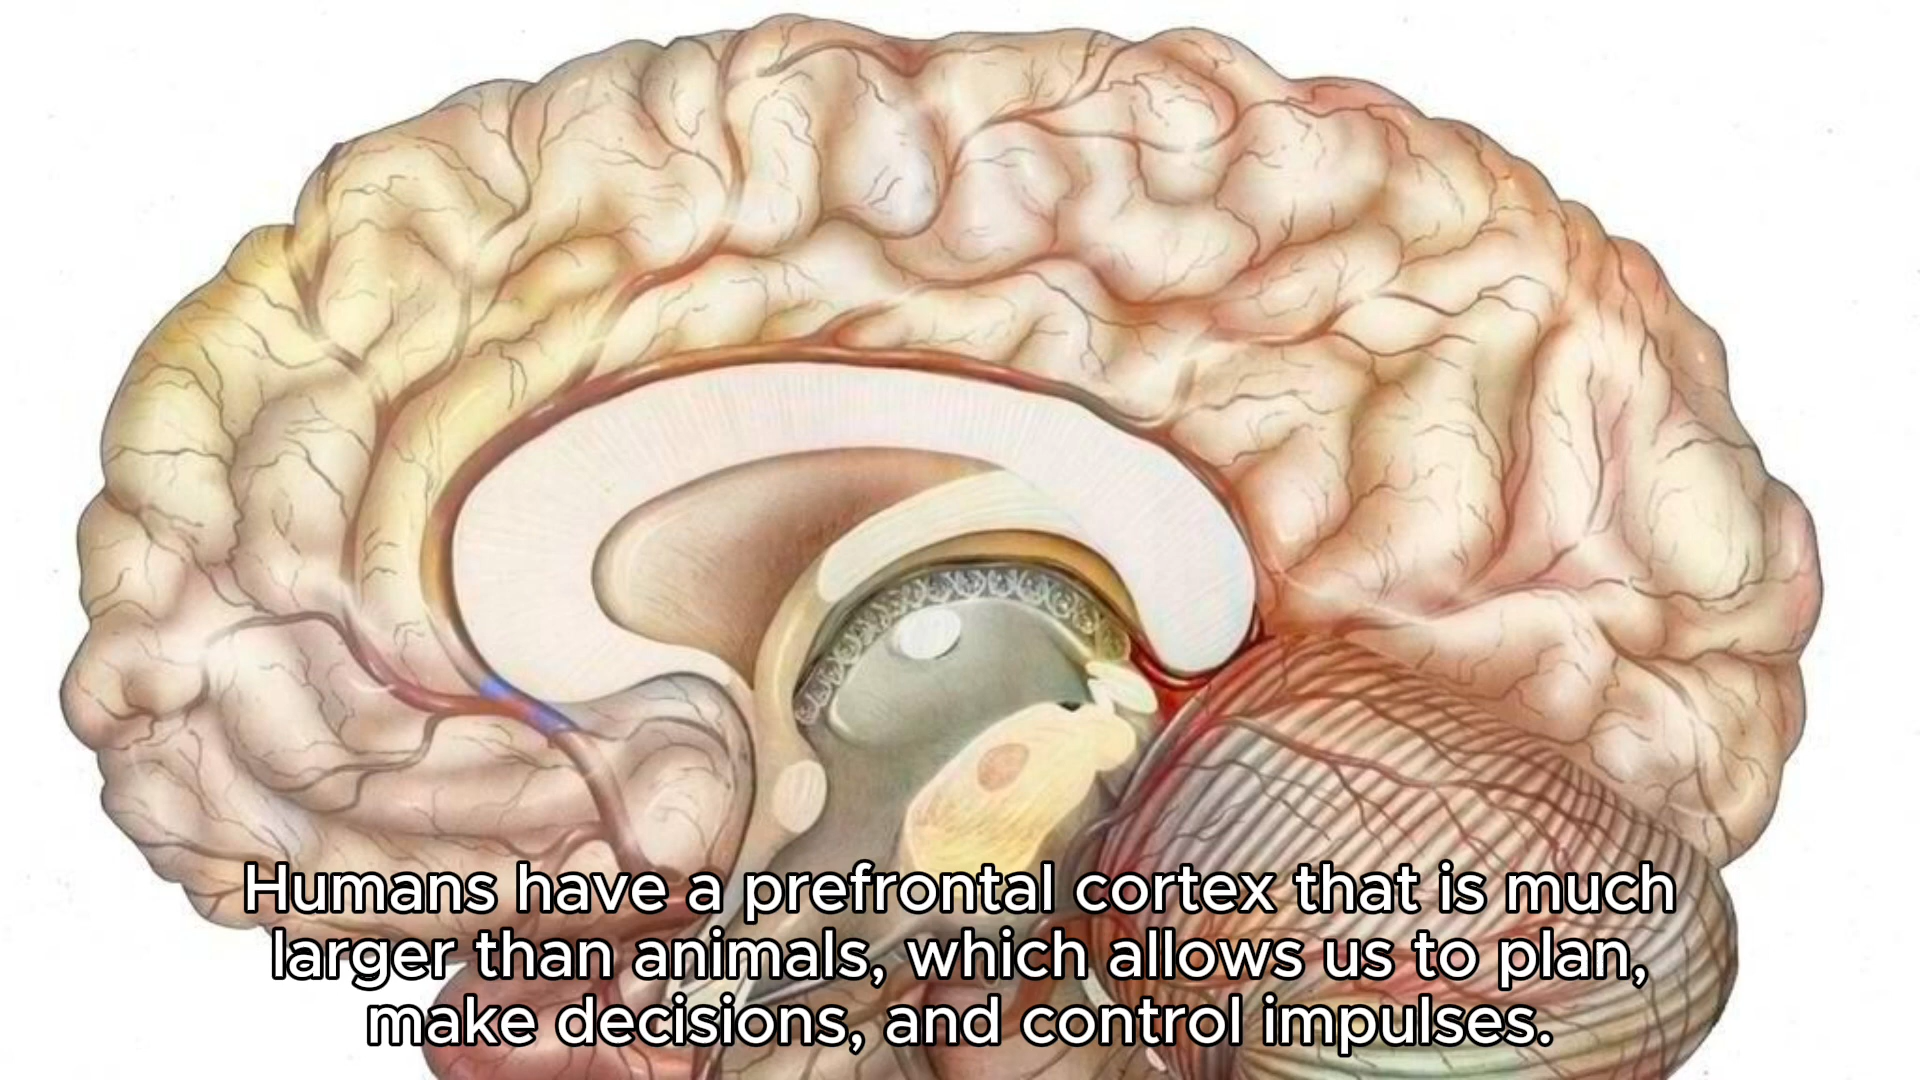 Humans have a prefrontal cortex that is much
larger than animals, which allows us to plan,
make decisions, and control impulses.